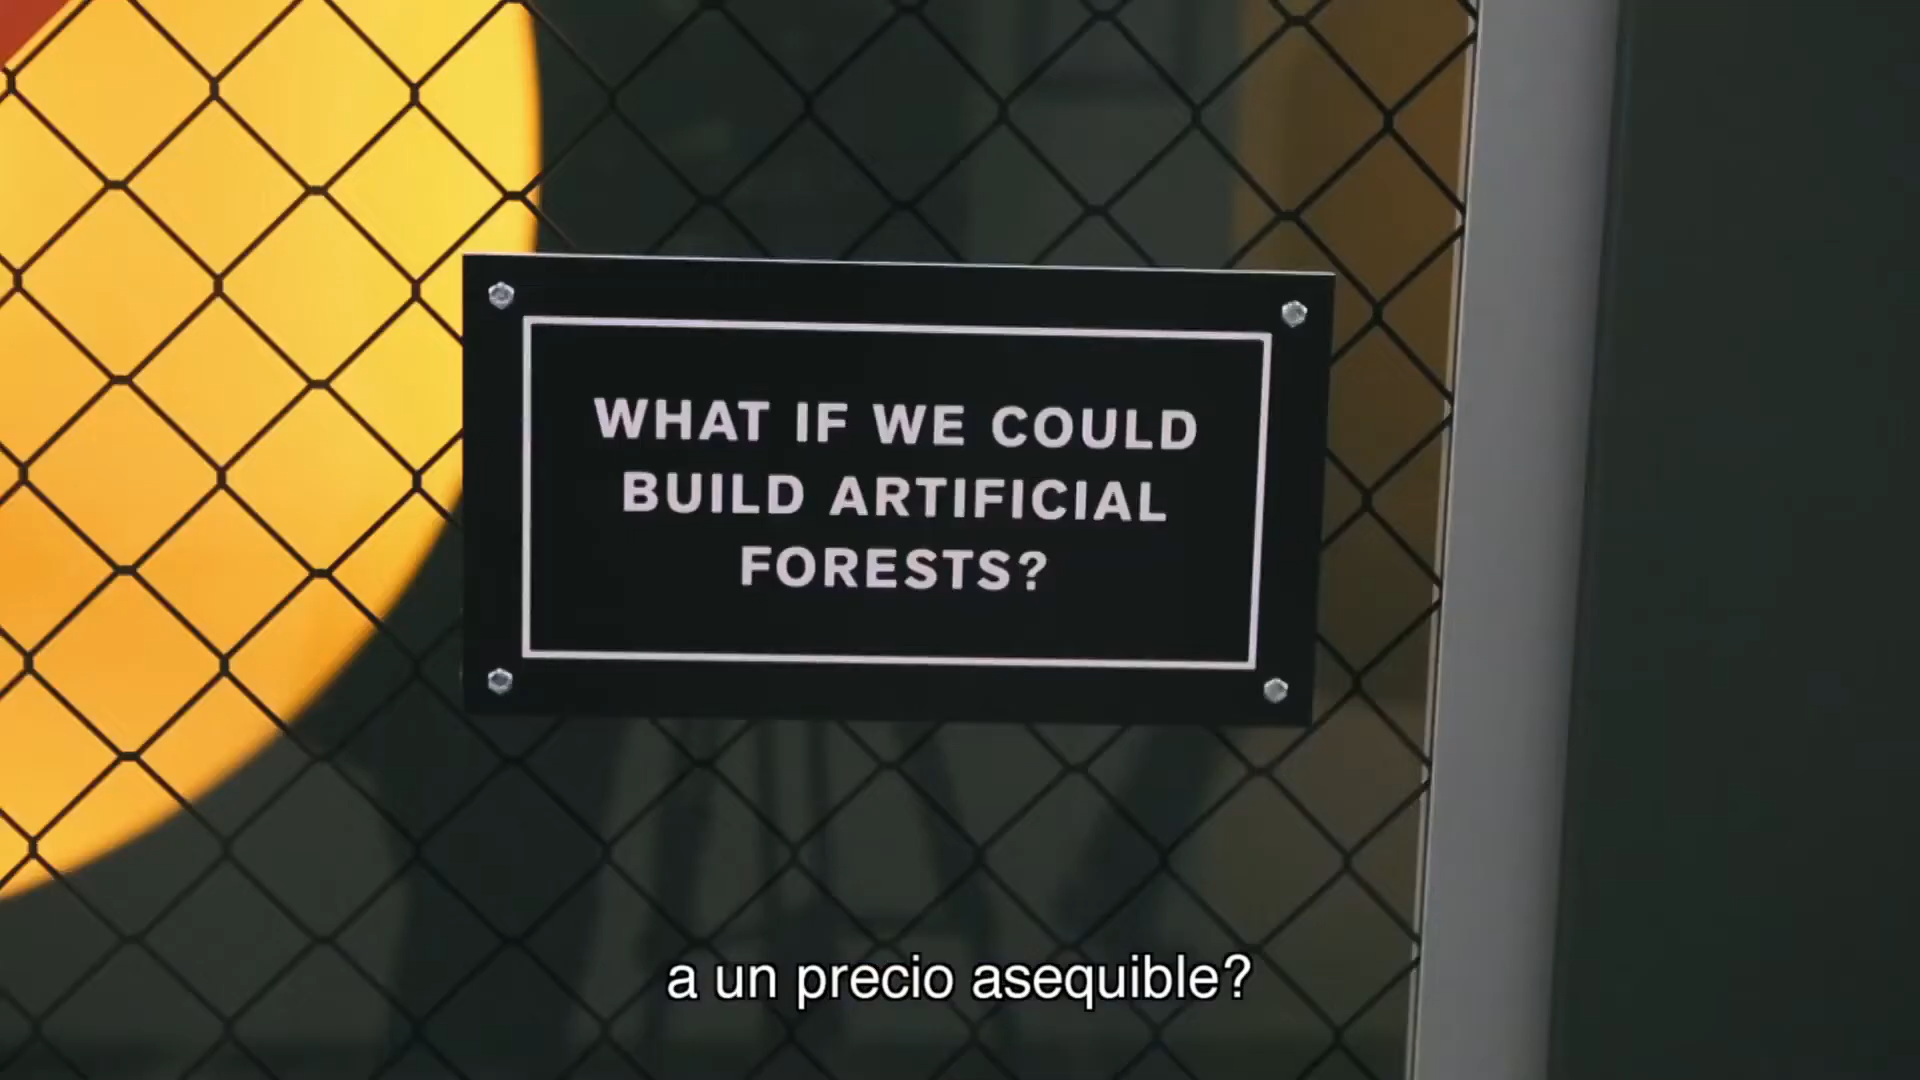 WHAT IF WE COULD
BUILD ARTIFICIAL
FORESTS?
a un precio asequible?